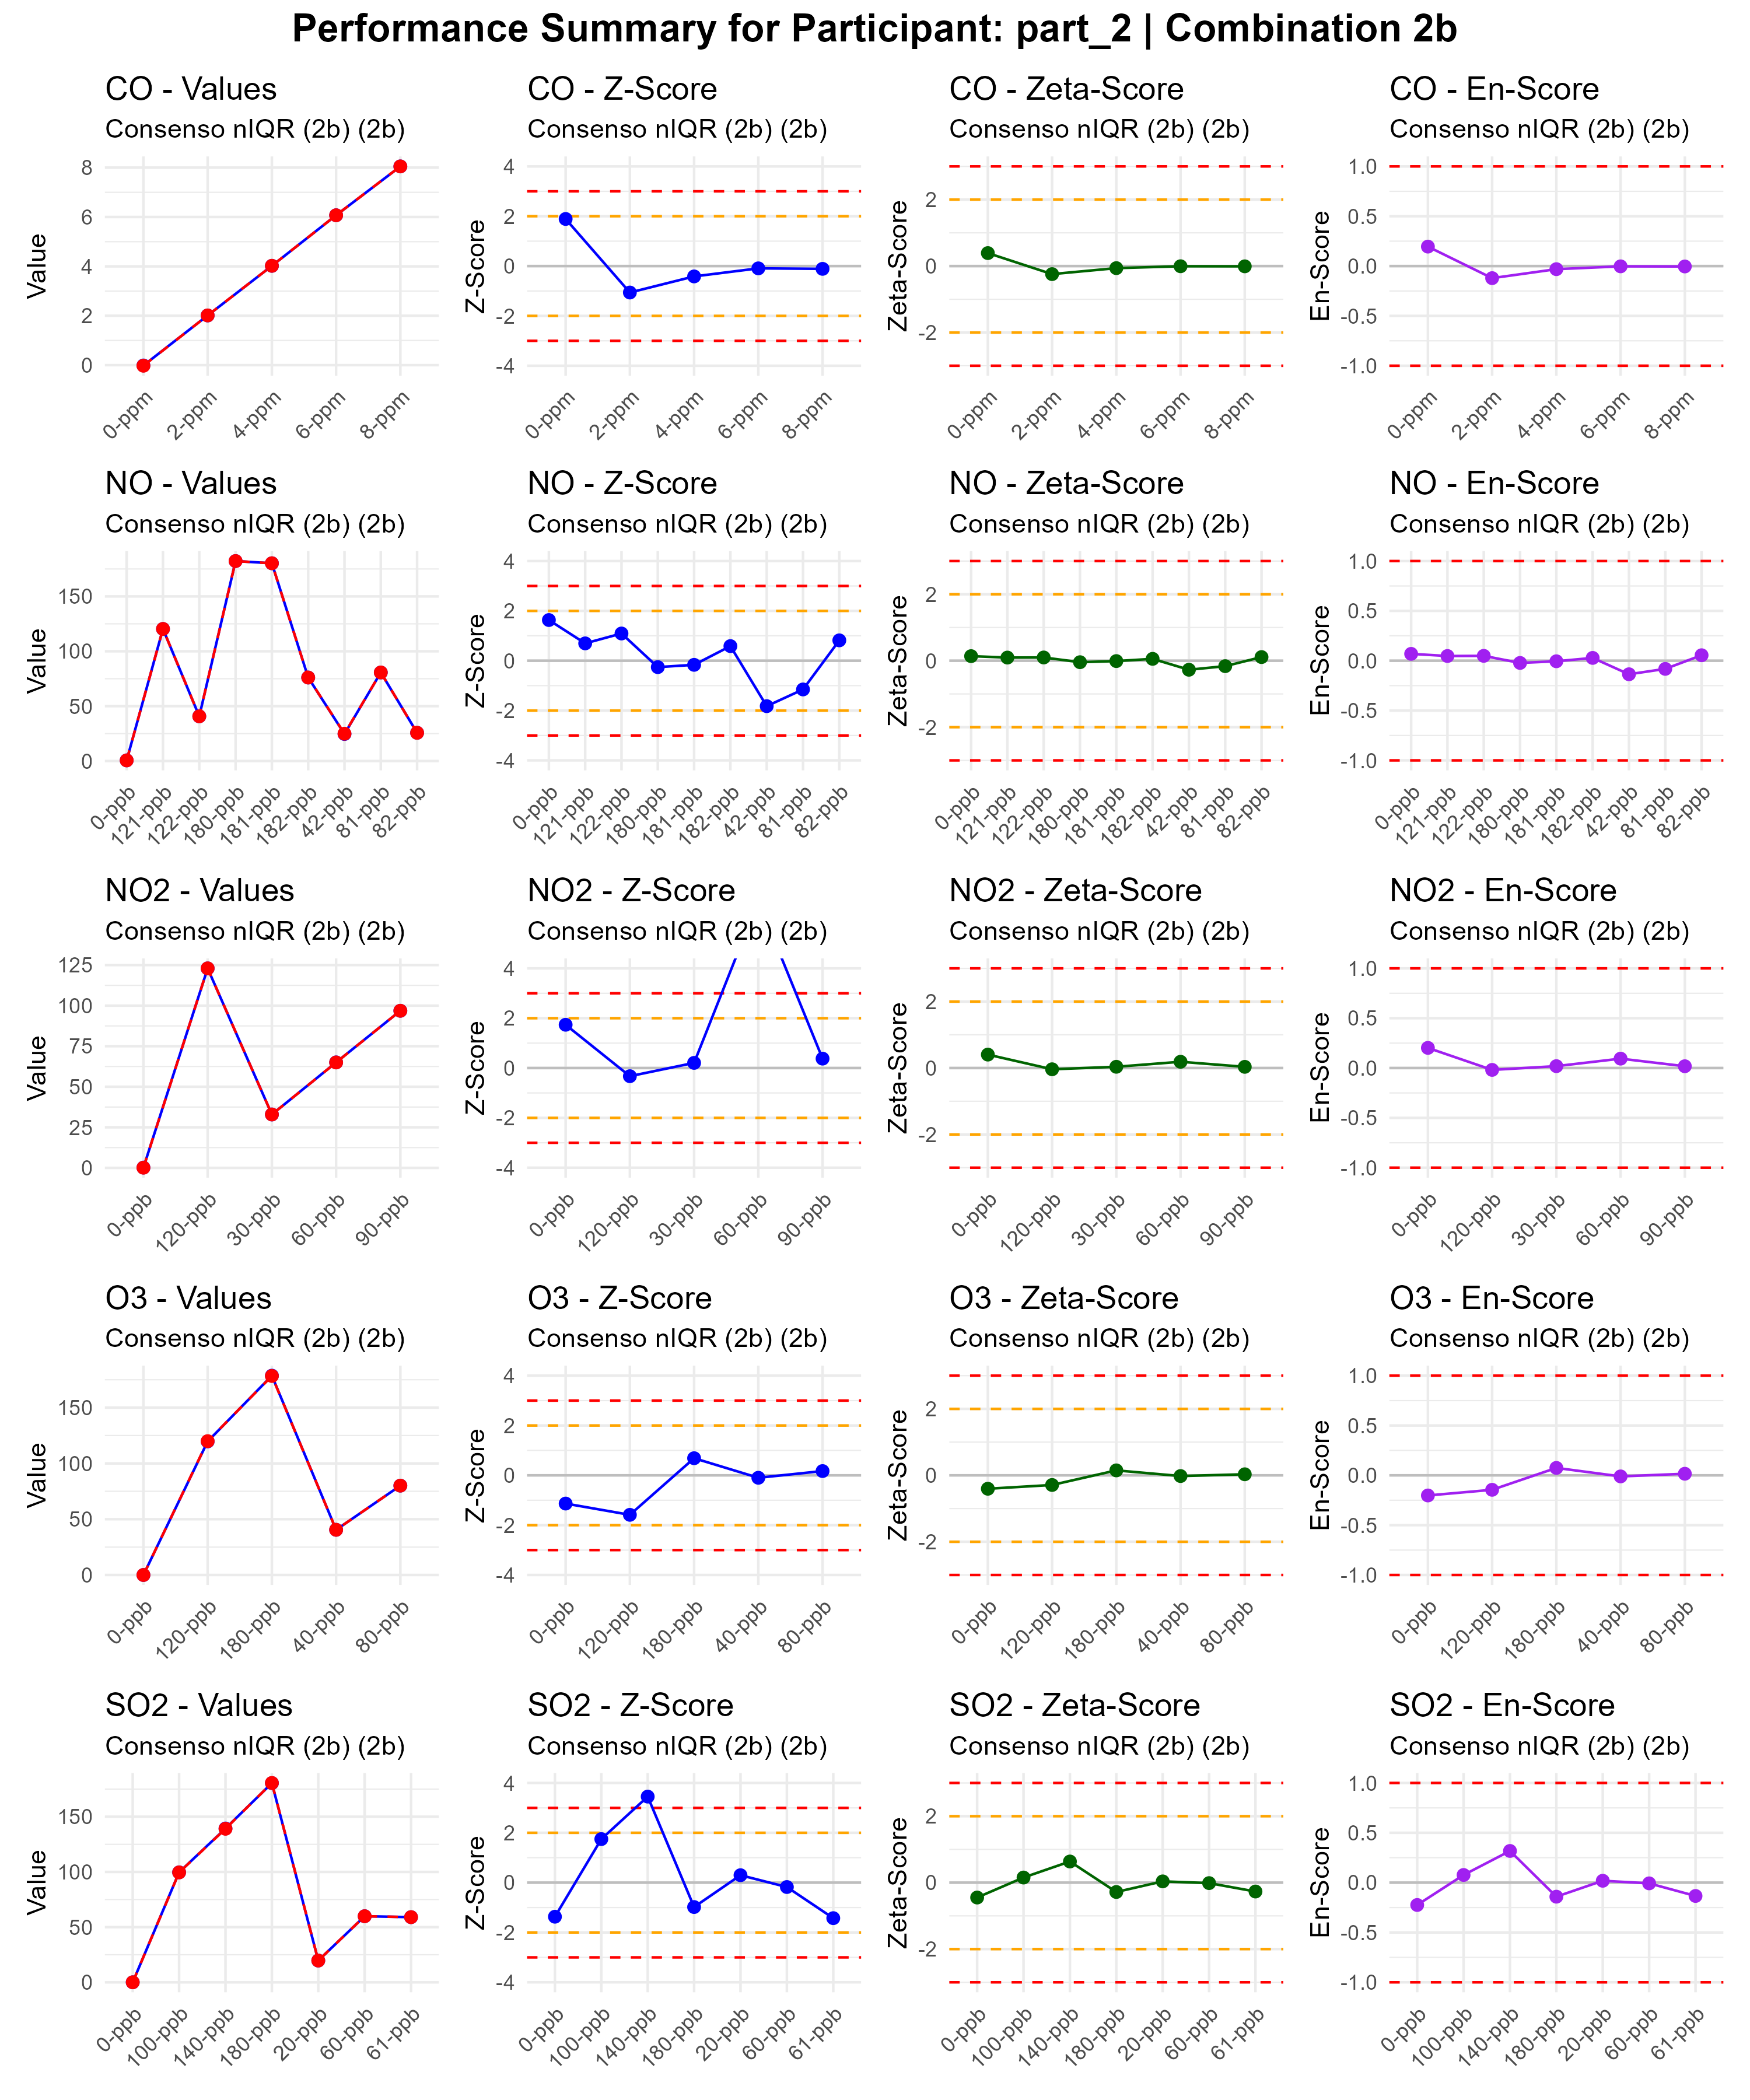 Performance Summary for Participant: part_2 | Combination 2b
CO - Values
Consenso nIQR (2b) (2b)
Value
8
6
4
2
0
0-ppm
2-ppm
4-ppm
6-ppm
8-ppm
CO - Z-Score
Consenso nIQR (2b) (2b)
Z-Score
4
2
0
-2
-4
0-ppm
2-ppm
4-ppm
6-ppm
8-ppm
CO - Zeta-Score
Consenso nIQR (2b) (2b)
Zeta-Score
2
0
-2
0-ppm
2-ppm
4-ppm
6-ppm
8-ppm
CO - En-Score
Consenso nIQR (2b) (2b)
En-Score
1.0
0.5
0.0
-0.5
-1.0
0-ppm
2-ppm
4-ppm
6-ppm
8-ppm
NO - Values
Consenso nIQR (2b) (2b)
Value
150
100
50
0
0-ppb
121-ppb
122-ppb
180-ppb
181-ppb
182-ppb
42-ppb
81-ppb
82-ppb
NO - Z-Score
Consenso nIQR (2b) (2b)
Z-Score
4
2
0
-2
-4
0-ppb
121-ppb
122-ppb
180-ppb
181-ppb
182-ppb
42-ppb
81-ppb
82-ppb
NO - Zeta-Score
Consenso nIQR (2b) (2b)
Zeta-Score
2
0
-2
0-ppb
121-ppb
122-ppb
180-ppb
181-ppb
182-ppb
42-ppb
81-ppb
82-ppb
NO - En-Score
Consenso nIQR (2b) (2b)
En-Score
1.0
0.5
0.0
-0.5
-1.0
0-ppb
121-ppb
122-ppb
180-ppb
181-ppb
182-ppb
42-ppb
81-ppb
82-ppb
NO2 - Values
Consenso nIQR (2b) (2b)
Value
125
100
75
50
25
0
0-ppb
120-ppb
30-ppb
60-ppb
90-ppb
NO2 - Z-Score
Consenso nIQR (2b) (2b)
Z-Score
4
2
0
-2
-4
0-ppb
120-ppb
30-ppb
60-ppb
90-ppb
NO2 - Zeta-Score
Consenso nIQR (2b) (2b)
Zeta-Score
2
0
-2
0-ppb
120-ppb
30-ppb
60-ppb
90-ppb
NO2 - En-Score
Consenso nIQR (2b) (2b)
En-Score
1.0
0.5
0.0
-0.5
-1.0
0-ppb
120-ppb
30-ppb
60-ppb
90-ppb
O3 - Values
Consenso nIQR (2b) (2b)
Value
150
100
50
0
0-ppb
120-ppb
180-ppb
40-ppb
80-ppb
O3 - Z-Score
Consenso nIQR (2b) (2b)
Z-Score
4
2
0
-2
-4
0-ppb
120-ppb
180-ppb
40-ppb
80-ppb
O3 - Zeta-Score
Consenso nIQR (2b) (2b)
Zeta-Score
2
0
-2
0-ppb
120-ppb
180-ppb
40-ppb
80-ppb
O3 - En-Score
Consenso nIQR (2b) (2b)
En-Score
1.0
0.5
0.0
-0.5
-1.0
0-ppb
120-ppb
180-ppb
40-ppb
80-ppb
SO2 - Values
Consenso nIQR (2b) (2b)
Value
150
100
50
0
0-ppb
100-ppb
140-ppb
180-ppb
20-ppb
60-ppb
61-ppb
SO2 - Z-Score
Consenso nIQR (2b) (2b)
Z-Score
4
2
0
-2
-4
0-ppb
100-ppb
140-ppb
180-ppb
20-ppb
60-ppb
61-ppb
SO2 - Zeta-Score
Consenso nIQR (2b) (2b)
Zeta-Score
2
0
-2
0-ppb
100-ppb
140-ppb
180-ppb
20-ppb
60-ppb
61-ppb
SO2 - En-Score
Consenso nIQR (2b) (2b)
En-Score
1.0
0.5
0.0
-0.5
-1.0
0-ppb
100-ppb
140-ppb
180-ppb
20-ppb
60-ppb
61-ppb